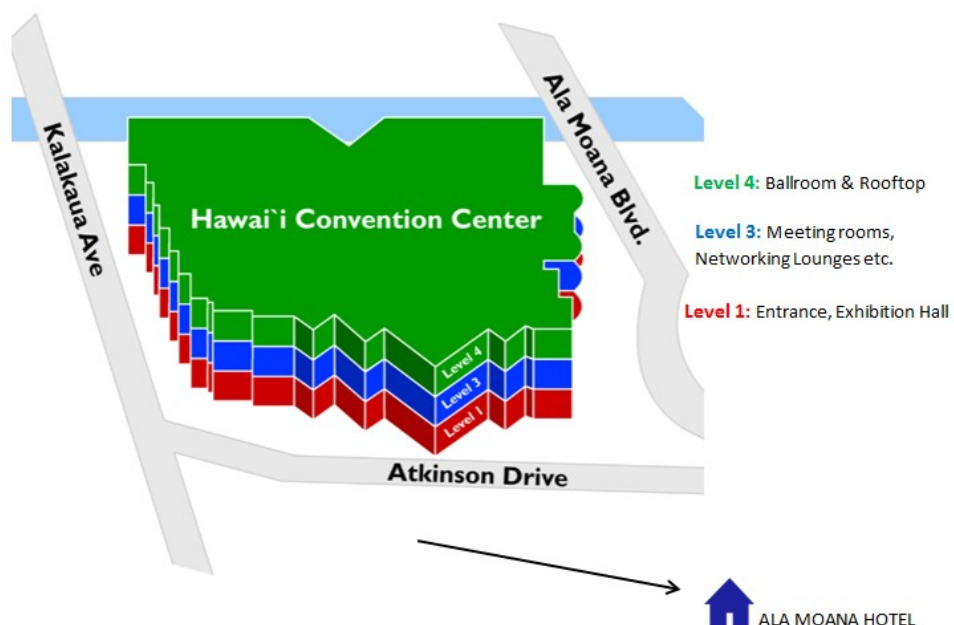 Kalakaua Ave
Ala Moana Blvd.
Hawai`i Convention Center
Level 4
Level 3
Level 1
Atkinson Drive
Level 4: Ballroom & Rooftop
Level 3: Meeting rooms,
Networking Lounges etc.
Level 1: Entrance, Exhibition Hall
ALA MOANA HOTEL